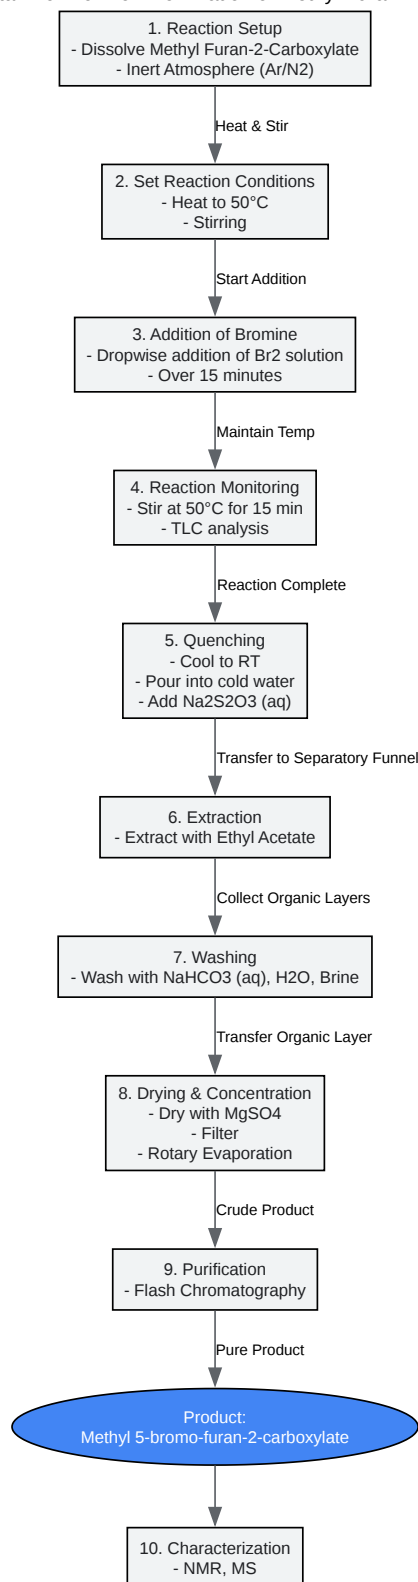 1. Reaction Setup
- Dissolve Methyl Furan-2-Carboxylate
- Inert Atmosphere (Ar/N2)
Heat & Stir
2. Set Reaction Conditions
- Heat to 50°C
- Stirring
Start Addition
3. Addition of Bromine
- Dropwise addition of Br2 solution
- Over 15 minutes
Maintain Temp
4. Reaction Monitoring
- Stir at 50°C for 15 min
- TLC analysis
Reaction Complete
5. Quenching
- Cool to RT
- Pour into cold water
- Add Na2S2O3 (aq)
Transfer to Separatory Funnel
6. Extraction
- Extract with Ethyl Acetate
Collect Organic Layers
7. Washing
- Wash with NaHCO3 (aq), H2O, Brine
Transfer Organic Layer
8. Drying & Concentration
- Dry with MgSO4
- Filter
- Rotary Evaporation
Crude Product
9. Purification
- Flash Chromatography
Pure Product
Product:
Methyl 5-bromo-furan-2-carboxylate
10. Characterization
- NMR, MS